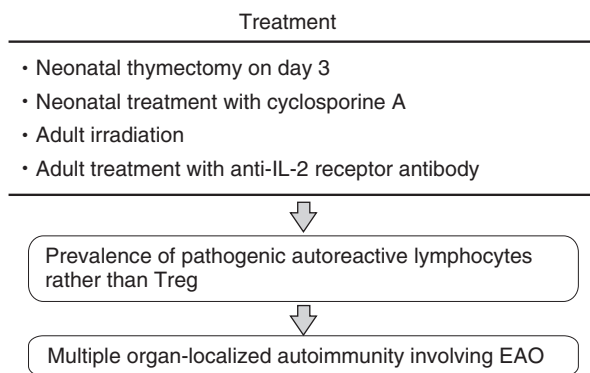 Treatment
・Neonatal thymectomy on day 3
・Neonatal treatment with cyclosporine A
・Adult irradiation
・Adult treatment with anti-IL-2 receptor antibody
Prevalence of pathogenic autoreactive lymphocytes
rather than Treg
Multiple organ-localized autoimmunity involving EAO